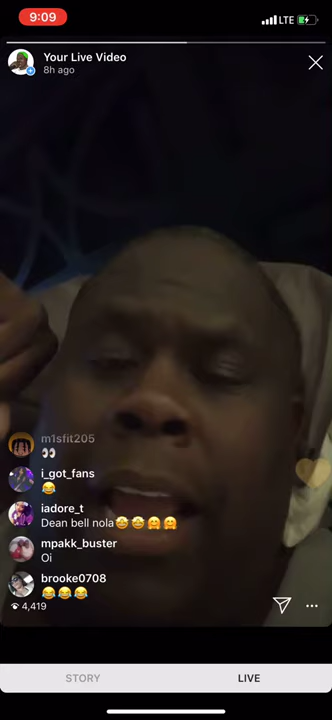 9:09
LTE
Your Live Video
8h ago
m1sfit205
👀
i_got_fans
😂
iadore_t
Dean bell nola🤩🤩🤗🤗
mpakk_buster
Oi
brooke0708
😂😂😂
4,419
STORY
LIVE